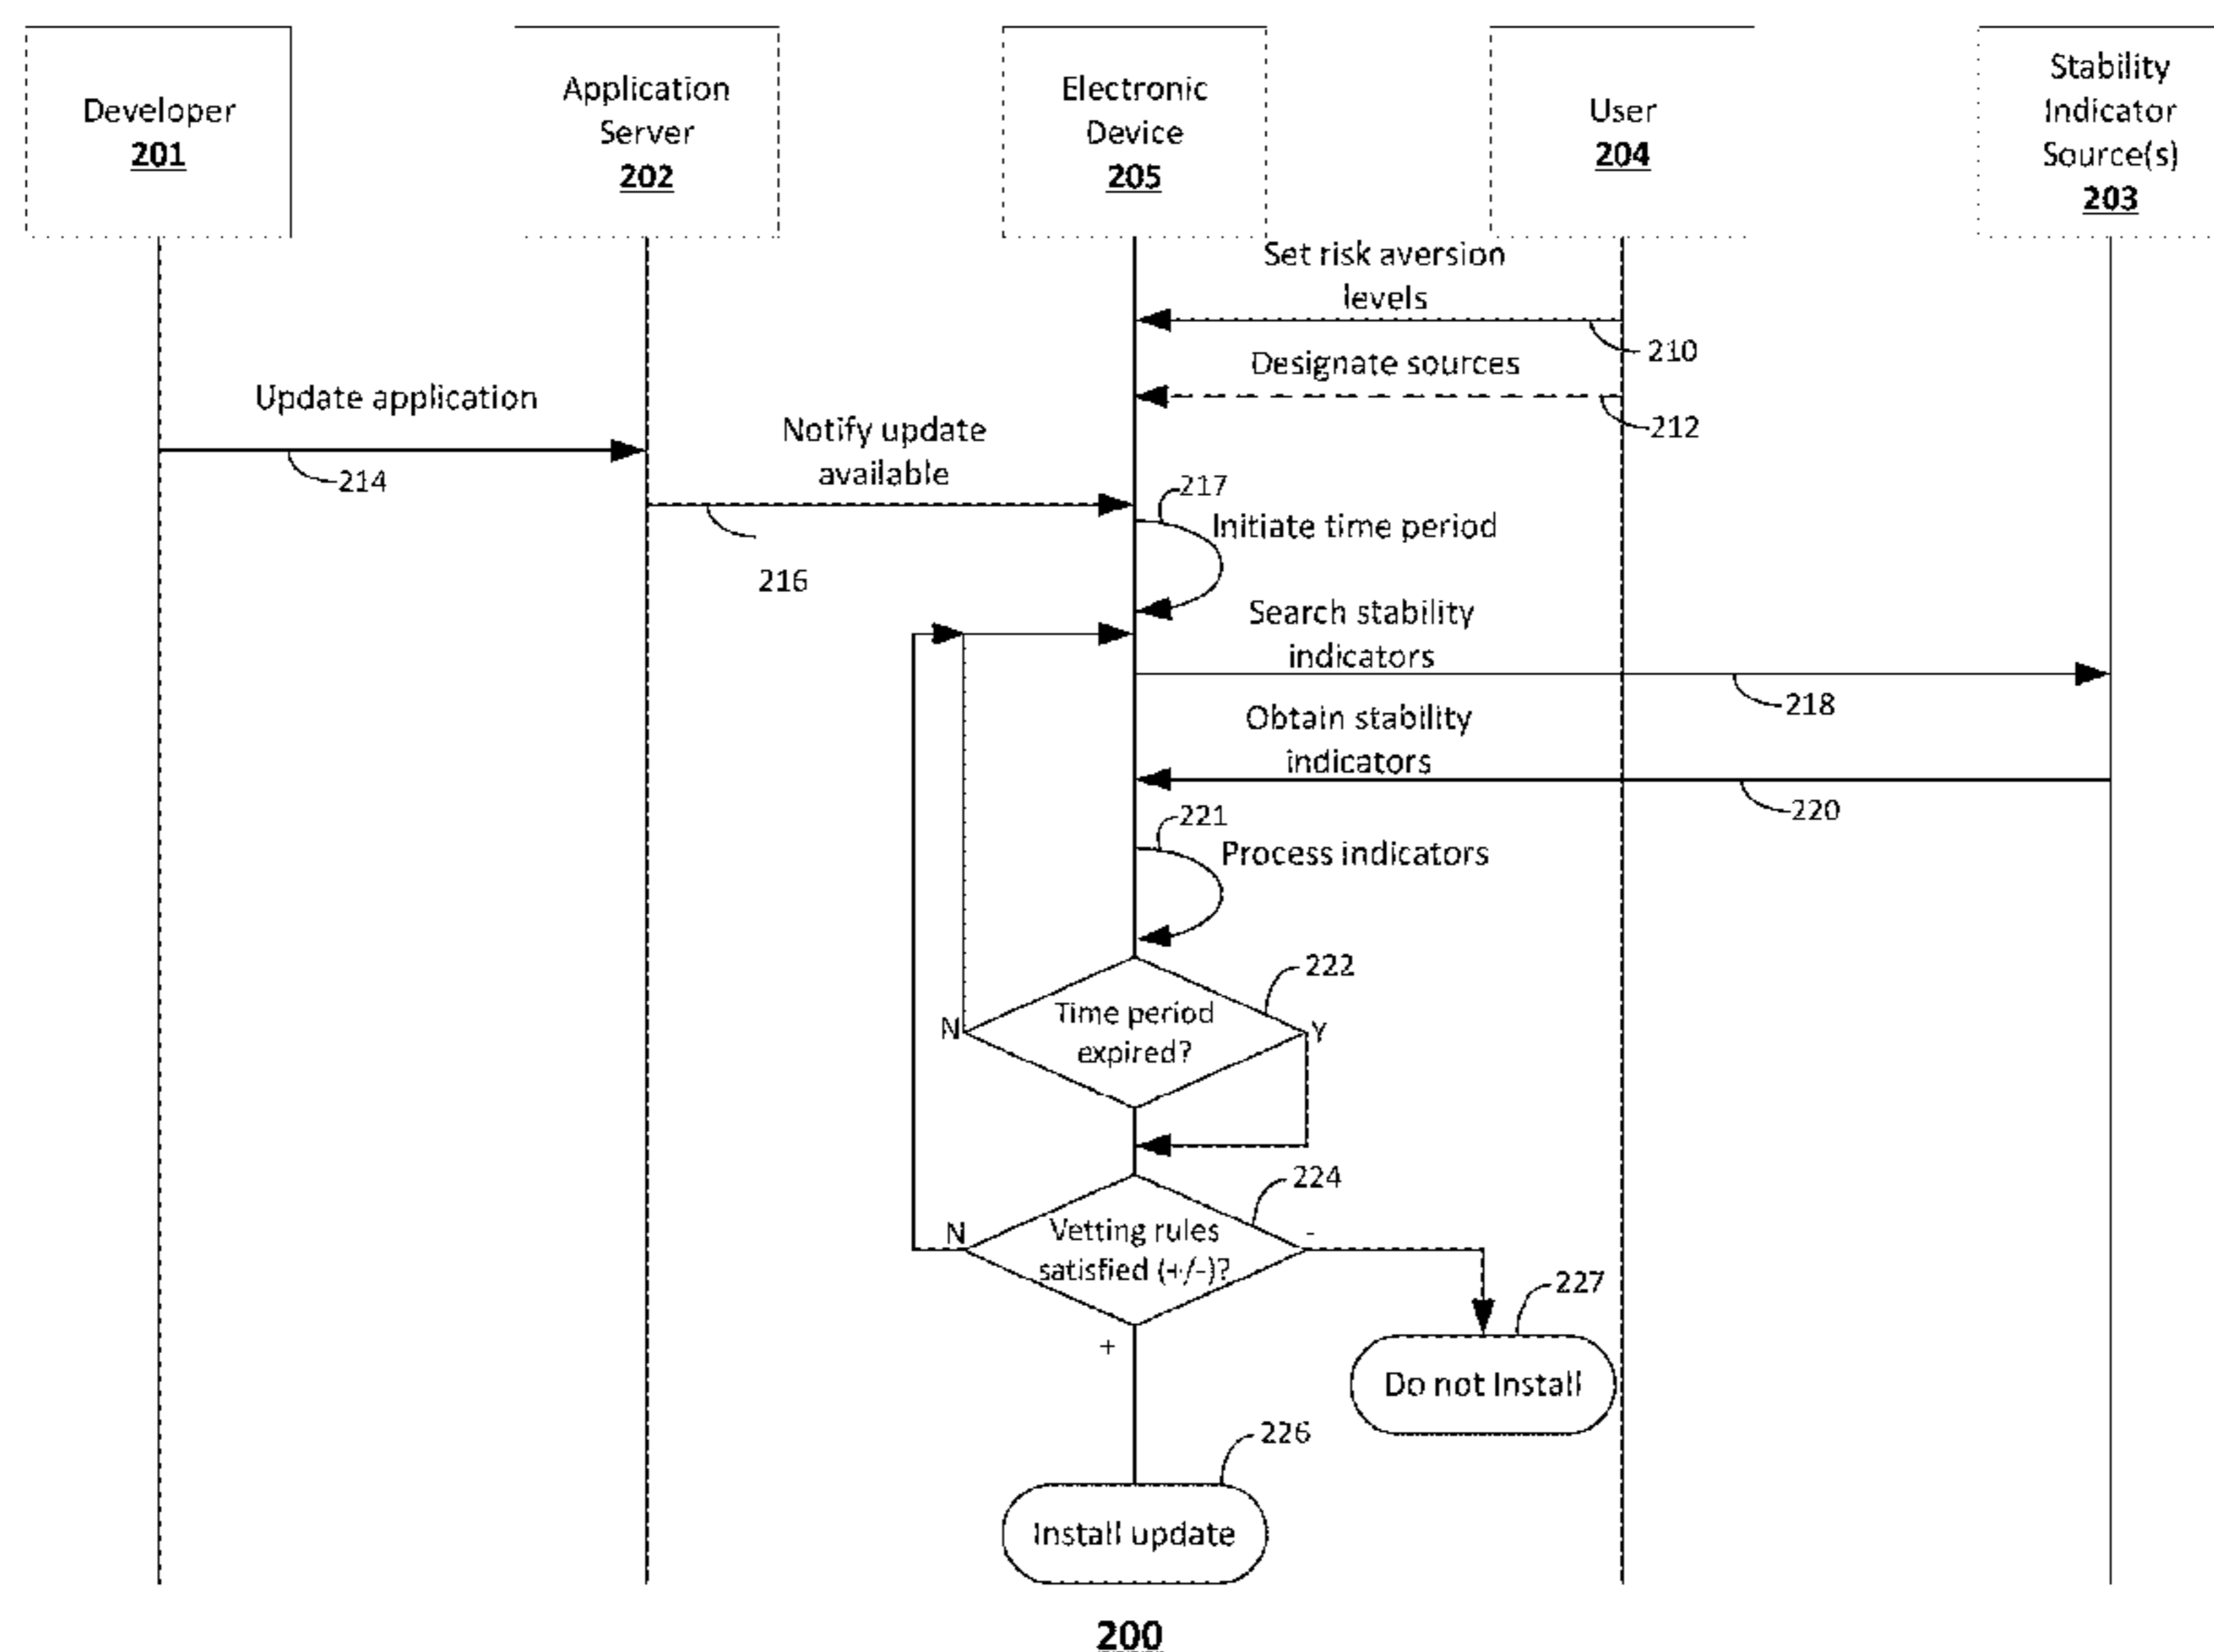 Developer
201
Application
Server
202
Electronic
Device
205
User
204
Stability
Indicator
Source(s)
203
Set risk aversion
levels
210
Designate sources
212
Update application
214
Notify update
available
216
217
Initiate time period
Search stability
indicators
218
Obtain stability
indicators
220
221
Process indicators
222
Time period
expired?
N
Y
224
Vetting rules
satisfied (+/-)?
N
-
+
227
Do not Install
226
Install update
200